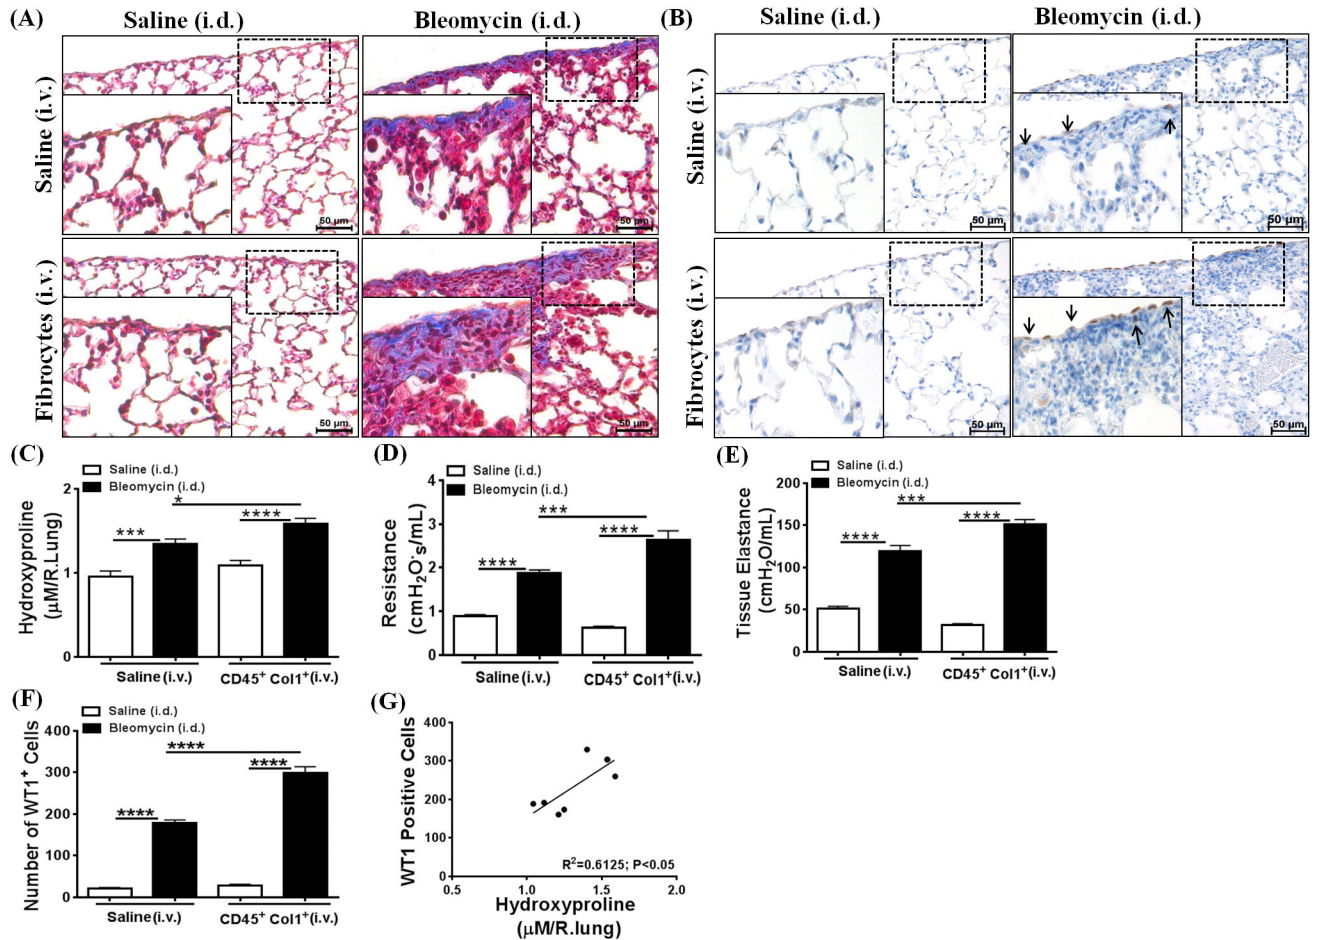 (A)
Saline (i.d.)
Bleomycin (i.d.)
Saline (i.v.)
Fibrocytes (i.v.)
50 µm
50 µm
50 µm
50 µm
(B)
Saline (i.d.)
Bleomycin (i.d.)
Saline (i.v.)
Fibrocytes (i.v.)
50 µm
50 µm
50 µm
50 µm
(C)
Saline (i.d.)
Bleomycin (i.d.)
Hydroxyproline
(µM/R.Lung)
2
1
0
***
****
*
Saline (i.v.)
CD45⁺ Col1⁺(i.v.)
(D)
Saline (i.d.)
Bleomycin (i.d.)
Resistance
(cmH₂O·s/mL)
4
3
2
1
0
****
***
****
Saline (i.v.)
CD45⁺ Col1⁺(i.v.)
(E)
Saline (i.d.)
Bleomycin (i.d.)
Tissue Elastance
(cmH₂O/mL)
200
150
100
50
0
****
***
****
Saline (i.v.)
CD45⁺ Col1⁺(i.v.)
(F)
Saline (i.d.)
Bleomycin (i.d.)
Number of WT1⁺ Cells
400
300
200
100
0
****
****
****
Saline (i.v.)
CD45⁺ Col1⁺(i.v.)
(G)
WT1 Positive Cells
400
300
200
100
0
R²=0.6125; P<0.05
0.5 1.0 1.5 2.0
Hydroxyproline
(µM/R.lung)